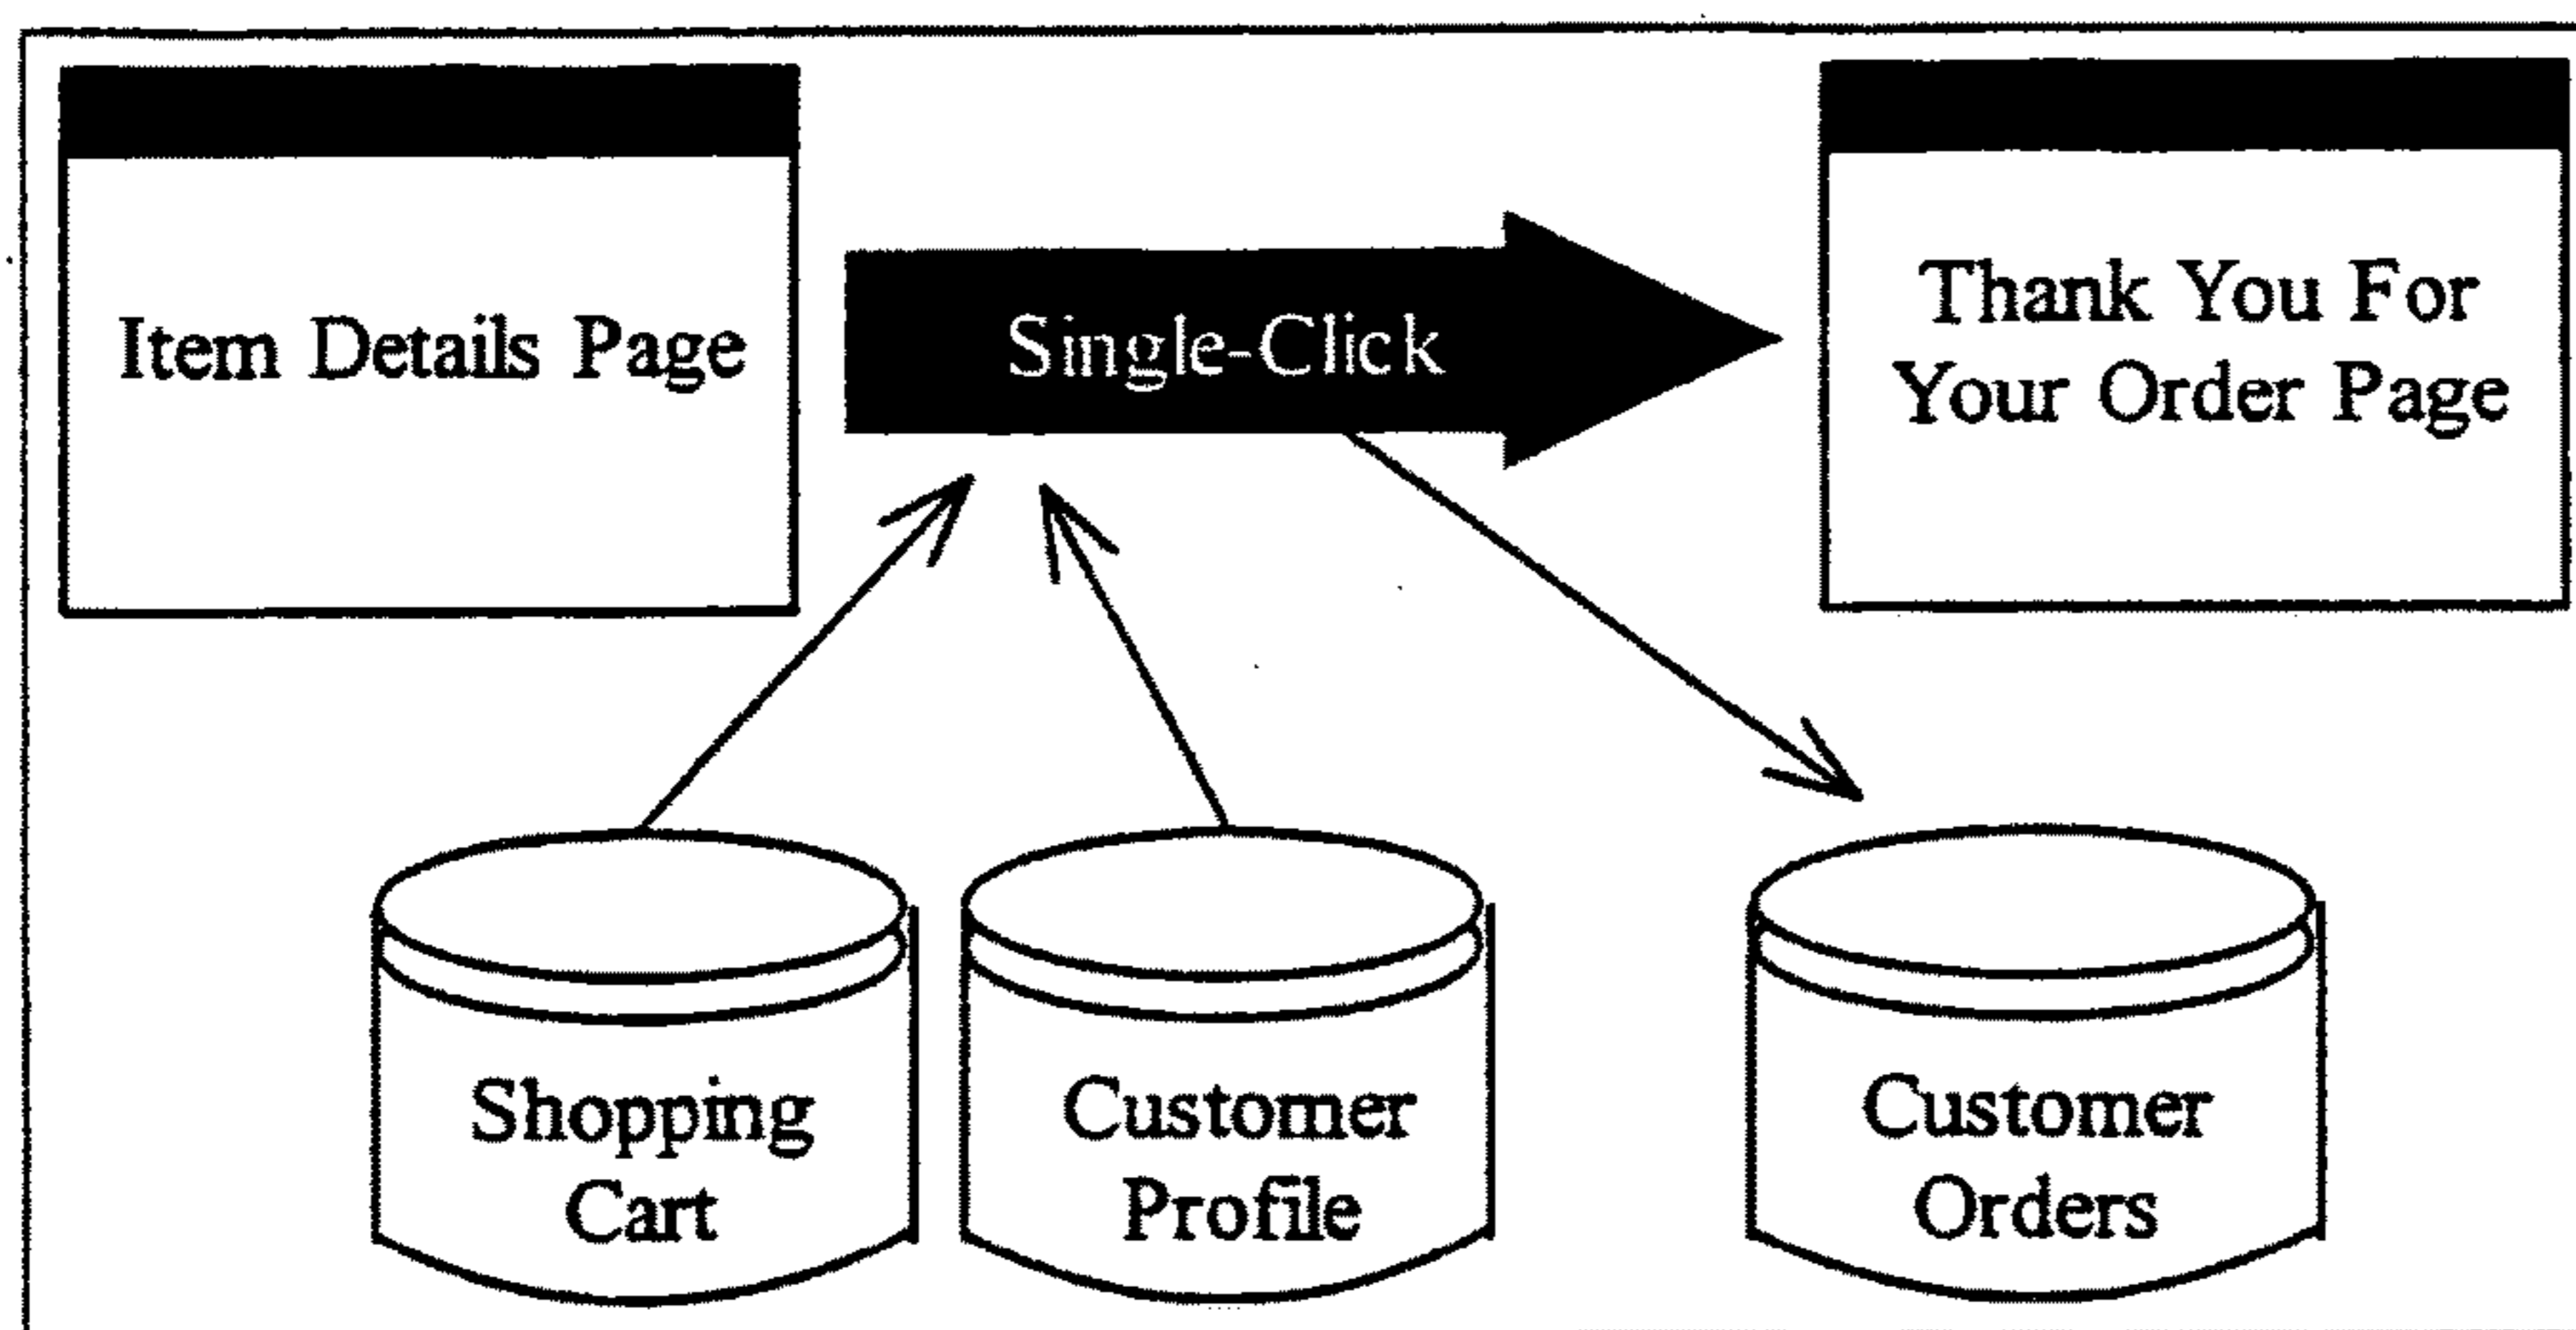 Item Details Page
Single-Click
Thank You For
Your Order Page
Shopping
Cart
Customer
Profile
Customer
Orders